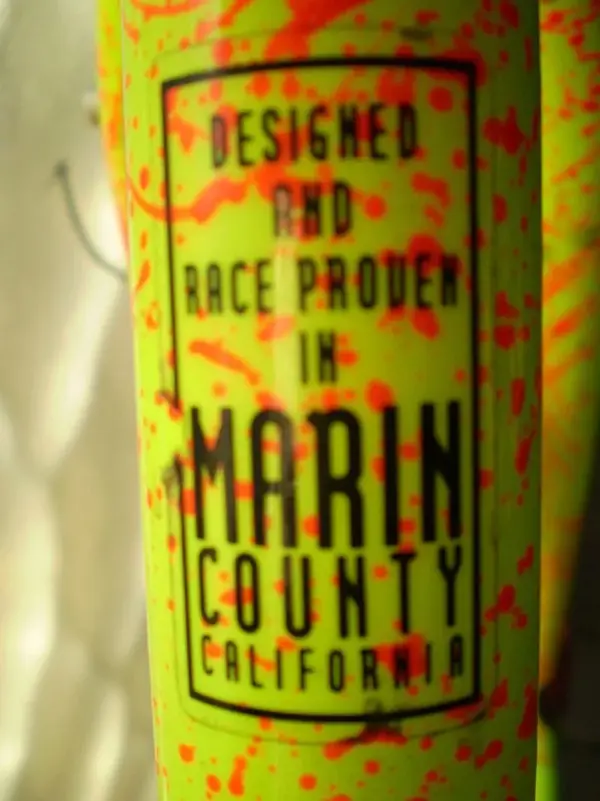 DESIGNED
AND
RACE PROVEN
IN
MARIN
COUNTY
CALIFORNIA